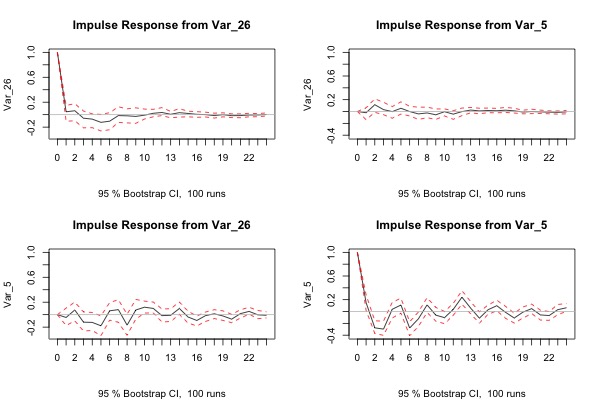 Impulse Response from Var_26
Var_26
-0.2 0.2 0.6 1.0
0 2 4 6 8 10 13 16 19 22
95 % Bootstrap CI, 100 runs
Impulse Response from Var_5
Var_26
-0.4 0.2 0.6 1.0
0 2 4 6 8 10 13 16 19 22
95 % Bootstrap CI, 100 runs
Impulse Response from Var_26
Var_5
-0.2 0.2 0.6 1.0
0 2 4 6 8 10 13 16 19 22
95 % Bootstrap CI, 100 runs
Impulse Response from Var_5
Var_5
-0.4 0.2 0.6 1.0
0 2 4 6 8 10 13 16 19 22
95 % Bootstrap CI, 100 runs